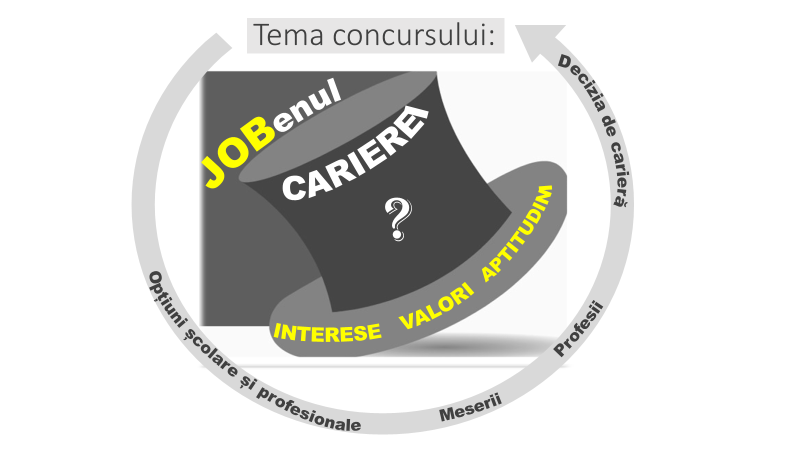 Tema concursului:
JOBenul
CARIEREI
?
INTERESE VALORI APTITUDINI
Opțiuni școlare și profesionale
Meserii
Profesii
Decizia de carieră